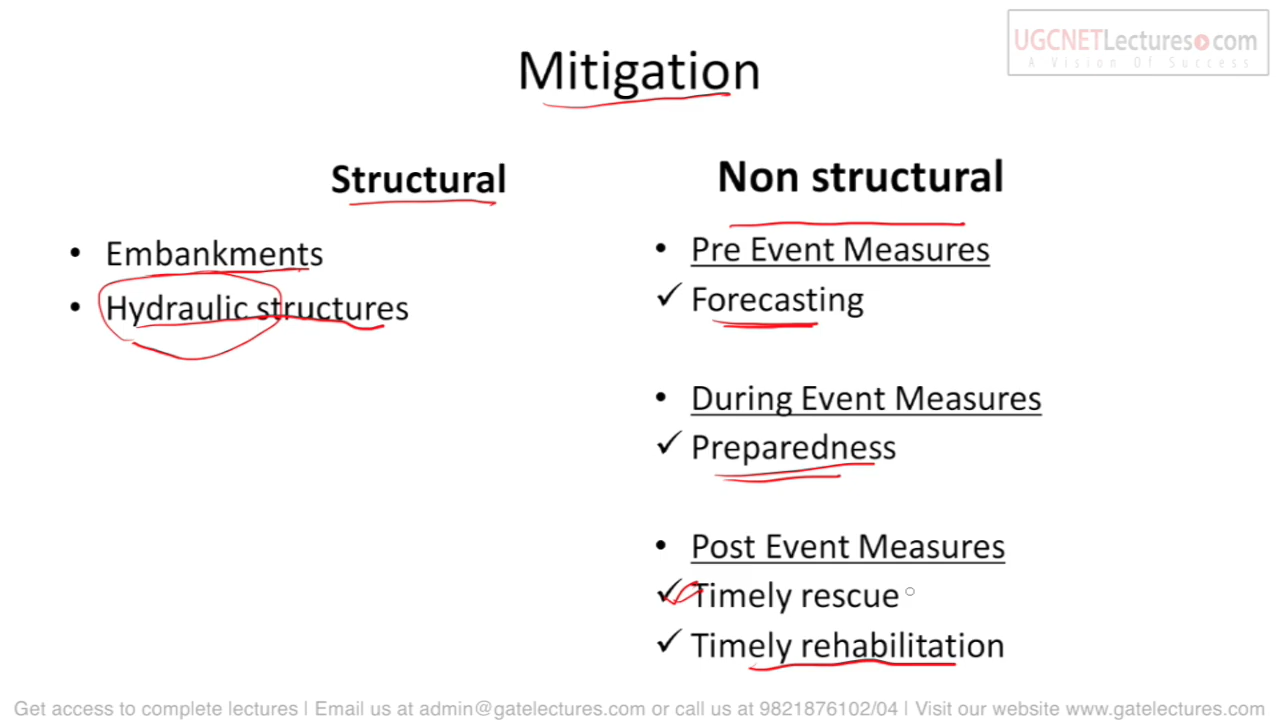 UGCNETLectures.com
A Vision Of Success
Mitigation
Structural
• Embankments
• Hydraulic structures
Non structural
• Pre Event Measures
✓ Forecasting
• During Event Measures
✓ Preparedness
• Post Event Measures
✓ Timely rescue
✓ Timely rehabilitation
Get access to complete lectures | Email us at admin@gatelectures.com or call us at 9821876102/04 | Visit our website www.gatelectures.com